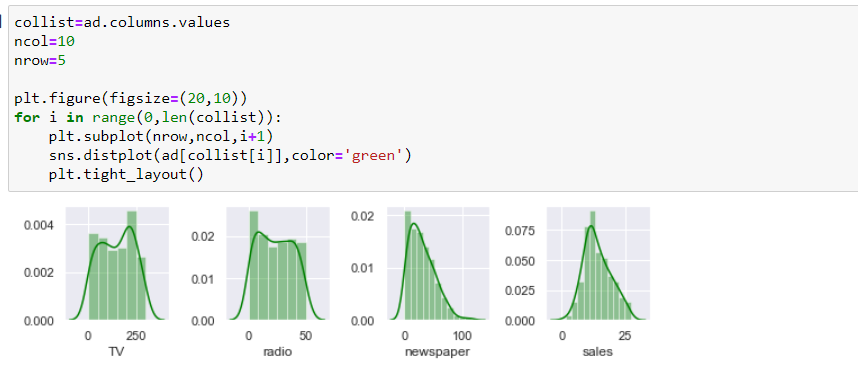 collist=ad.columns.values
ncol=10
nrow=5
plt.figure(figsize=(20,10))
for i in range(0,len(collist)):
    plt.subplot(nrow,ncol,i+1)
    sns.distplot(ad[collist[i]],color='green')
    plt.tight_layout()
0.004
0.002
0.000
0 250
TV
0.02
0.01
0.00
0 50
radio
0.02
0.01
0.00
0 100
newspaper
0.075
0.050
0.025
0.000
0 25
sales